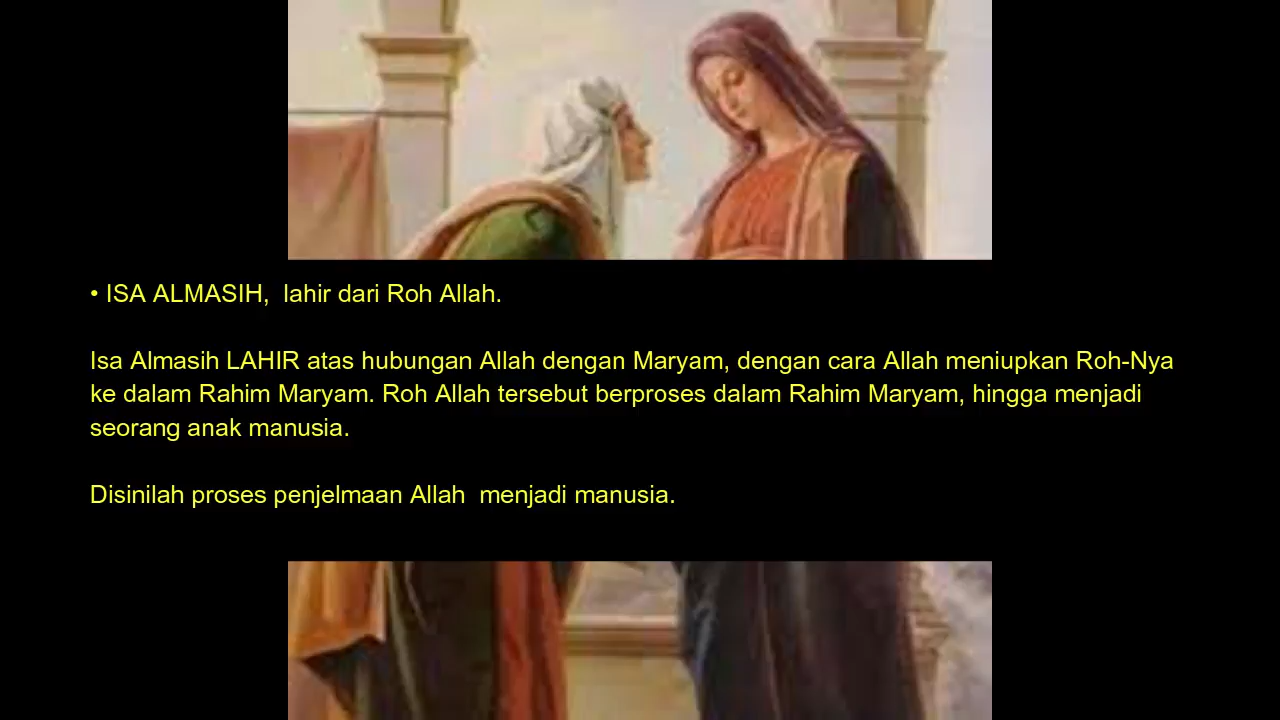 • ISA ALMASIH,  lahir dari Roh Allah.
Isa Almasih LAHIR atas hubungan Allah dengan Maryam, dengan cara Allah meniupkan Roh-Nya
ke dalam Rahim Maryam. Roh Allah tersebut berproses dalam Rahim Maryam, hingga menjadi
seorang anak manusia.
Disinilah proses penjelmaan Allah  menjadi manusia.